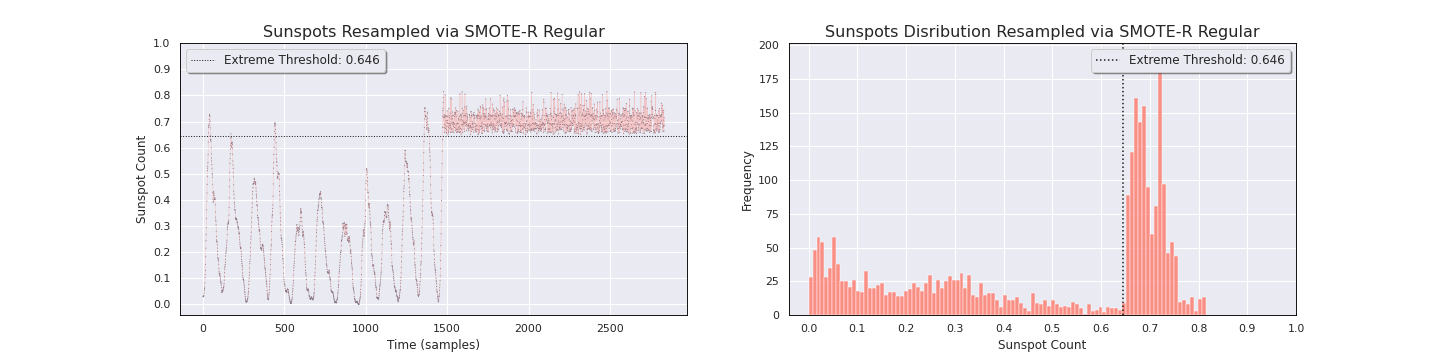 Sunspots Resampled via SMOTE-R Regular
Extreme Threshold: 0.646
1.0
0.9
0.8
0.7
0.6
0.5
0.4
0.3
0.2
0.1
0.0
Sunspot Count
0 500 1000 1500 2000 2500
Time (samples)
Sunspots Disribution Resampled via SMOTE-R Regular
Extreme Threshold: 0.646
200
175
150
125
100
75
50
25
0
Frequency
0.0 0.1 0.2 0.3 0.4 0.5 0.6 0.7 0.8 0.9 1.0
Sunspot Count